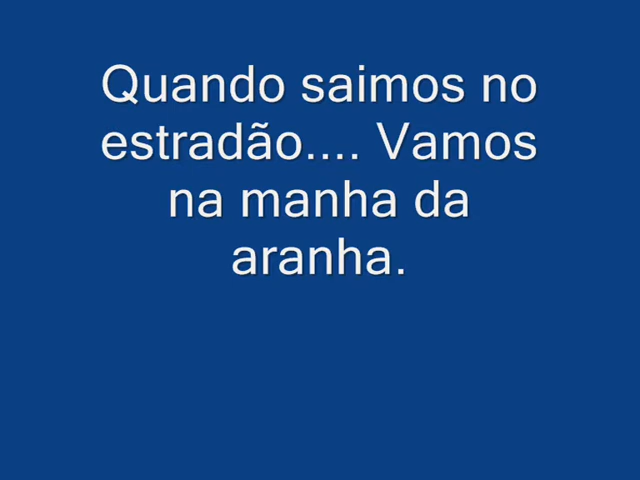 Quando saimos no
estradão.... Vamos
na manha da
aranha.